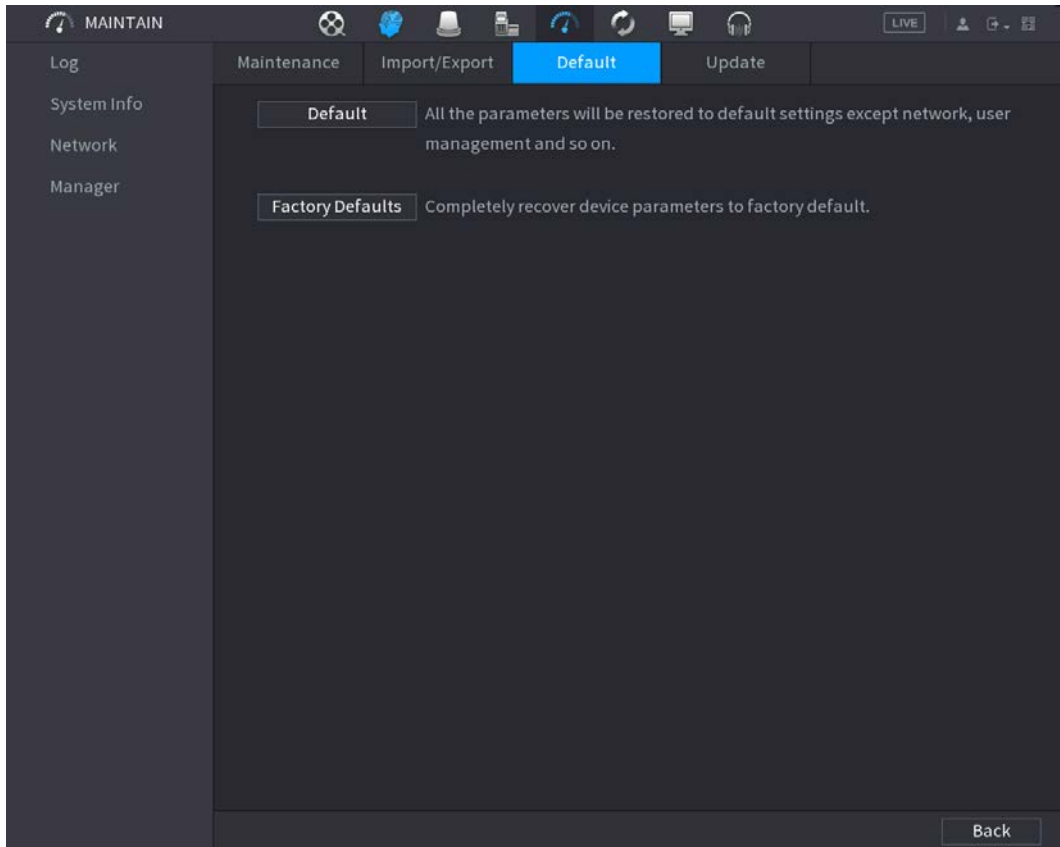 MAINTAIN
LIVE
Log
System Info
Network
Manager
Maintenance Import/Export Default Update
Default All the parameters will be restored to default settings except network, user
management and so on.
Factory Defaults Completely recover device parameters to factory default.
Back